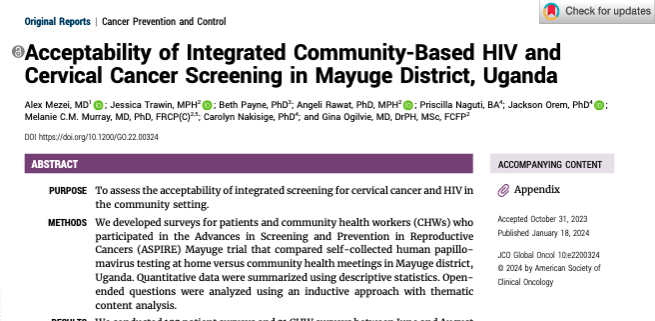 Check for updates
Original Reports | Cancer Prevention and Control
Acceptability of Integrated Community-Based HIV and
Cervical Cancer Screening in Mayuge District, Uganda
Alex Mezei, MD1; Jessica Trawin, MPH2; Beth Payne, PhD2; Angeli Rawat, PhD, MPH2; Priscilla Naguti, BA4; Jackson Orem, PhD4;
Melanie C.M. Murray, MD, PhD, FRCP(C)2,5; Carolyn Nakisige, PhD4; and Gina Ogilvie, MD, DrPH, MSc, FCFP2
DOI https://doi.org/10.1200/GO.22.00324
ABSTRACT
PURPOSE To assess the acceptability of integrated screening for cervical cancer and HIV in
the community setting.
METHODS We developed surveys for patients and community health workers (CHWs) who
participated in the Advances in Screening and Prevention in Reproductive
Cancers (ASPIRE) Mayuge trial that compared self-collected human papillo-
mavirus testing at home versus community health meetings in Mayuge district,
Uganda. Quantitative data were summarized using descriptive statistics. Open-
ended questions were analyzed using an inductive approach with thematic
content analysis.
ACCOMPANYING CONTENT
Appendix
Accepted October 31, 2023
Published January 18, 2024
JCO Global Oncol 10:e2200324
© 2024 by American Society of
Clinical Oncology